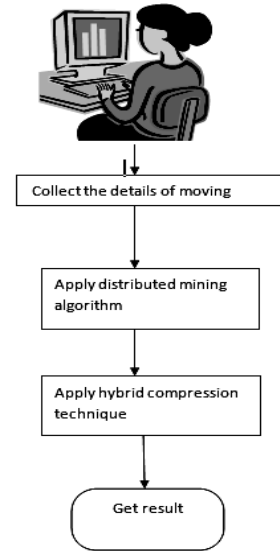 Collect the details of moving
Apply distributed mining
algorithm
Apply hybrid compression
technique
Get result